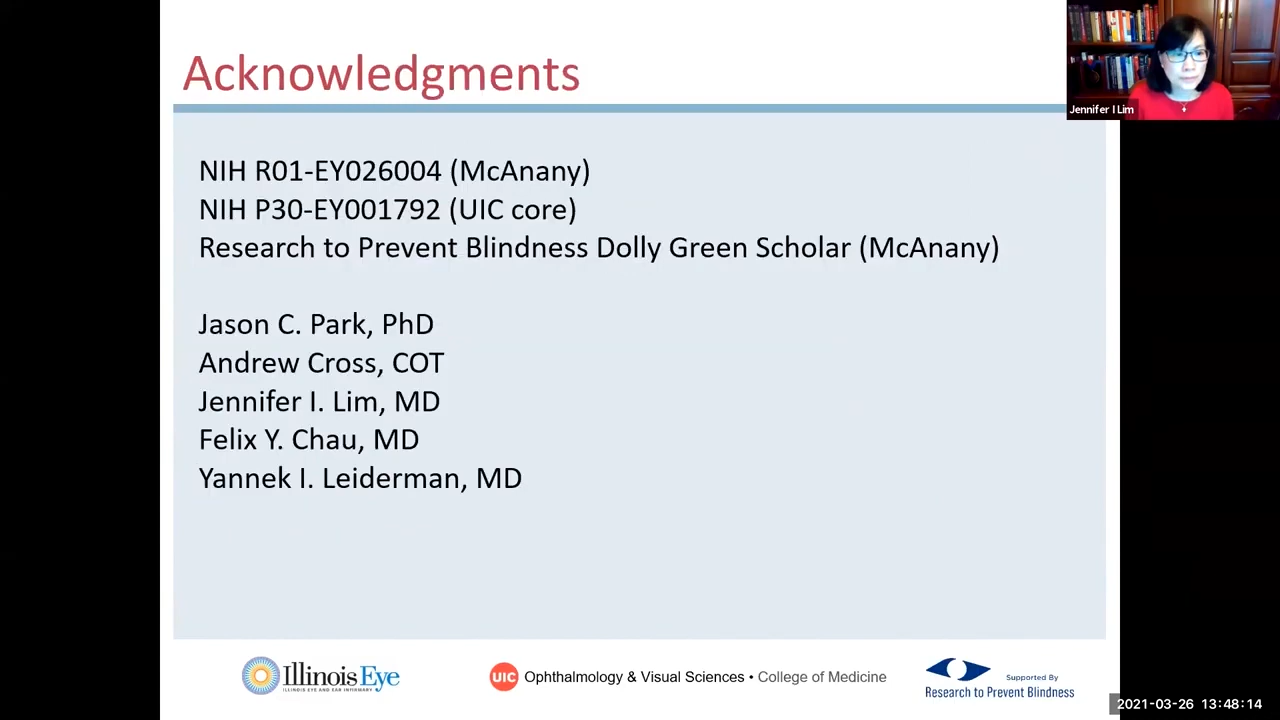 Acknowledgments
Jennifer I Lim
NIH R01-EY026004 (McAnany)
NIH P30-EY001792 (UIC core)
Research to Prevent Blindness Dolly Green Scholar (McAnany)
Jason C. Park, PhD
Andrew Cross, COT
Jennifer I. Lim, MD
Felix Y. Chau, MD
Yannek I. Leiderman, MD
Illinois Eye
ILLINOIS EYE AND EAR INFIRMARY
UIC Ophthalmology & Visual Sciences • College of Medicine
Supported By
Research to Prevent Blindness
2021-03-26 13:48:14